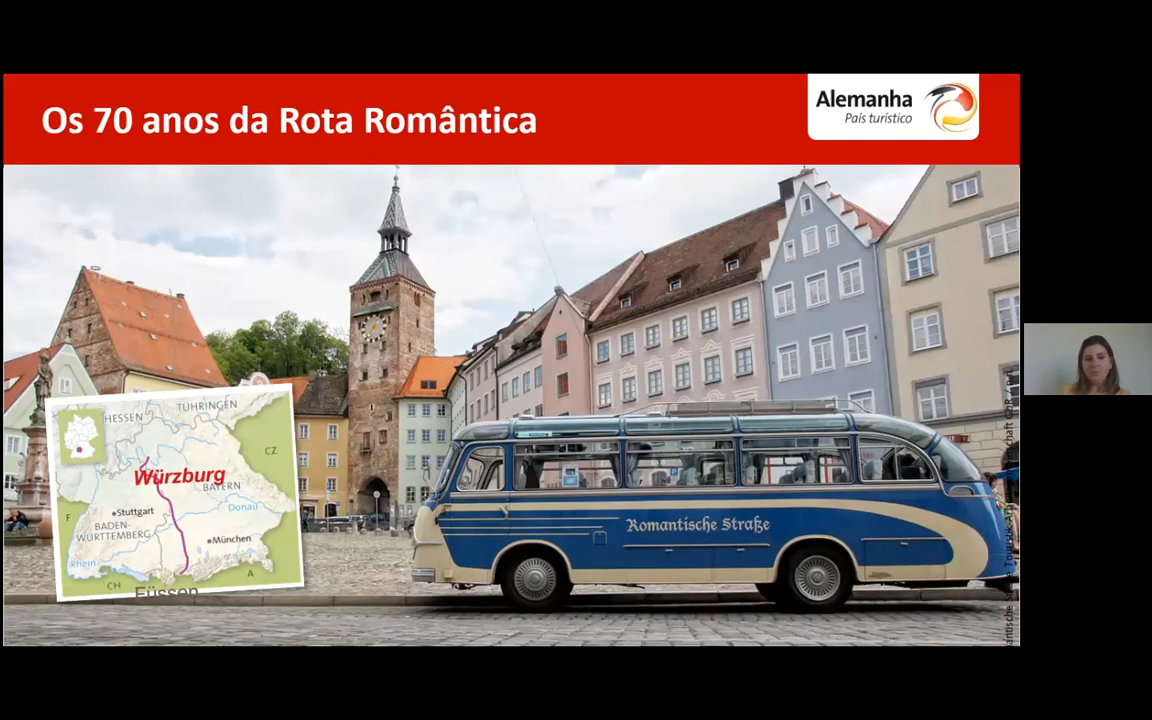 Os 70 anos da Rota Romântica
Alemanha
País turístico
Romantische Straße
HESSEN
THÜRINGEN
CZ
Würzburg
BAYERN
Donau
F
Stuttgart
BADEN-
WÜRTTEMBERG
München
Rhein
CH
A
Füssen